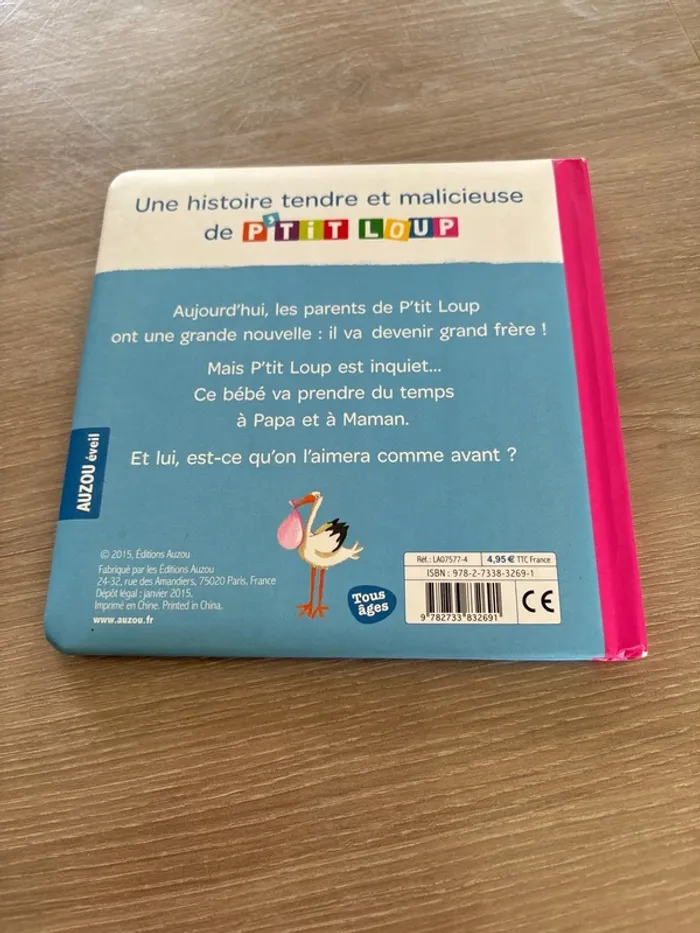 Une histoire tendre et malicieuse
de P'TiT LOUP
Aujourd'hui, les parents de P'tit Loup
ont une grande nouvelle : il va devenir grand frère !
Mais P'tit Loup est inquiet...
Ce bébé va prendre du temps
à Papa et à Maman.
Et lui, est-ce qu'on l'aimera comme avant ?
AUZOU éveil
© 2015, Éditions Auzou
Fabriqué par les Éditions Auzou
24-32, rue des Amandiers, 75020 Paris, France
Dépôt légal : janvier 2015.
Imprimé en Chine. Printed in China.
www.auzou.fr
Tous
âges
Réf.: LA07577-4
4,95 € TTC France
ISBN : 978-2-7338-3269-1
9 782733 832691
CE